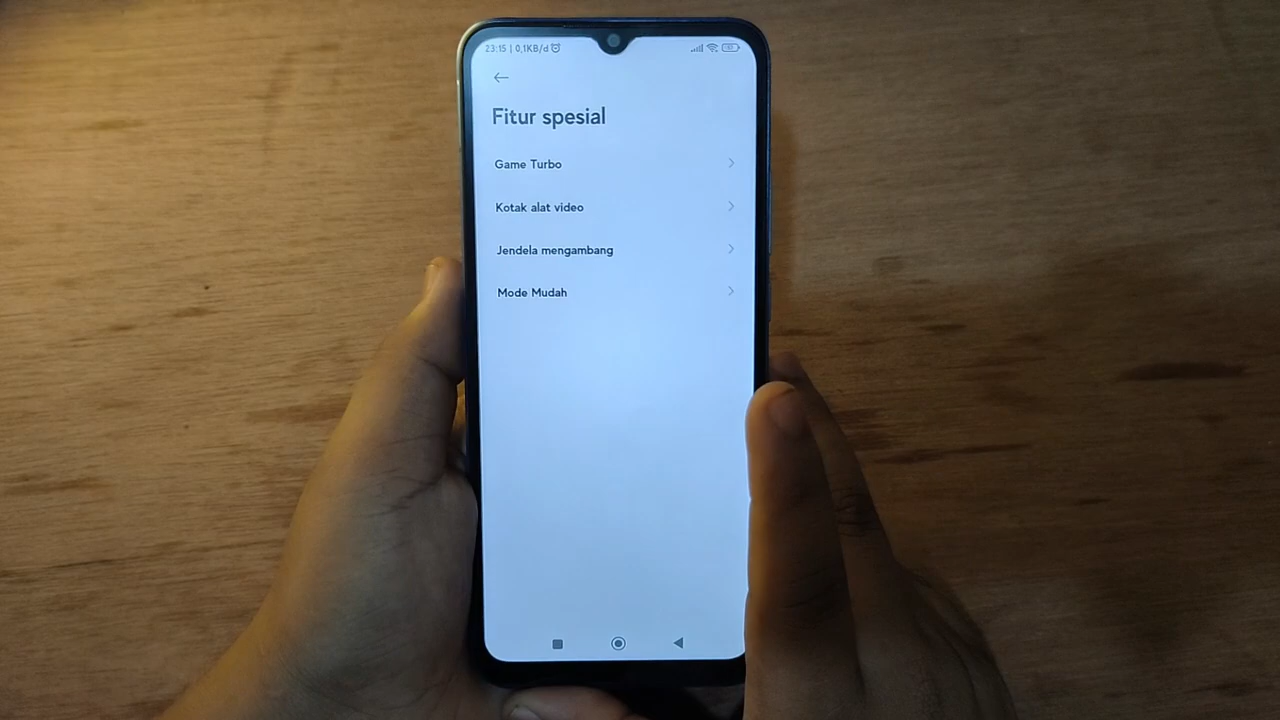 23:15 | 0,1KB/d
Fitur spesial
Game Turbo
Kotak alat video
Jendela mengambang
Mode Mudah